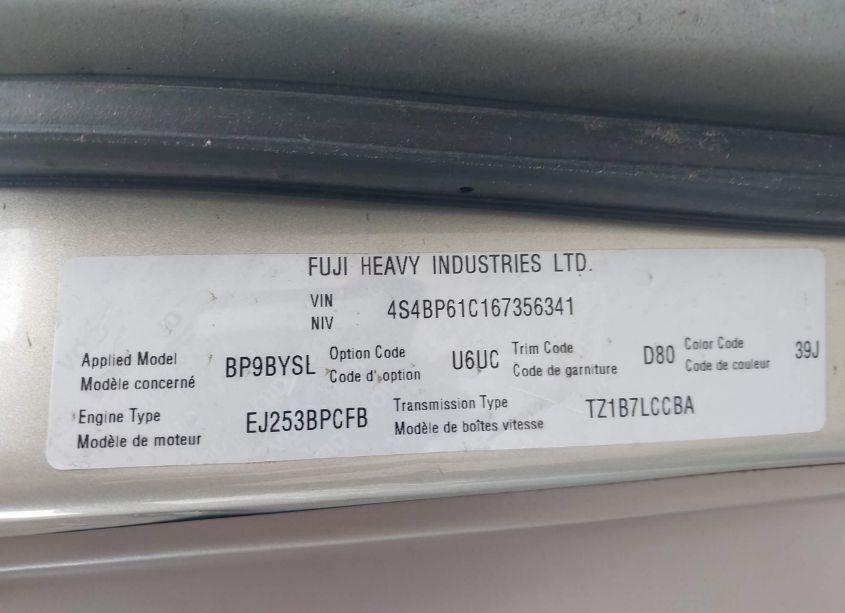 FUJI HEAVY INDUSTRIES LTD.
VIN 4S4BP61C167356341
NIV
Applied Model BP9BYSL Option Code U6UC Trim Code D80 Color Code 39J
Modèle concerné Code d'option Code de garniture Code de couleur
Engine Type EJ253BPCFB Transmission Type TZ1B7LCCBA
Modèle de moteur Modèle de boîtes vitesse